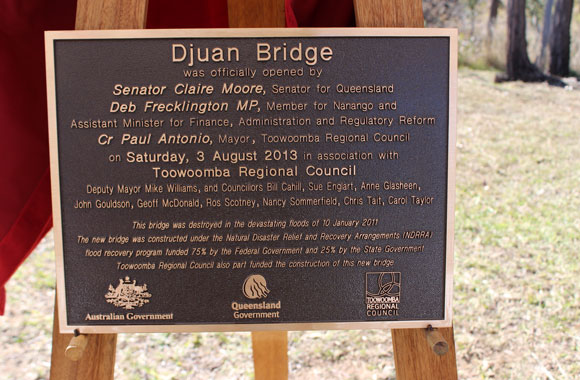 Djuan Bridge
was officially opened by
Senator Claire Moore, Senator for Queensland
Deb Frecklington MP, Member for Nanango and
Assistant Minister for Finance, Administration and Regulatory Reform
Cr Paul Antonio, Mayor, Toowoomba Regional Council
on Saturday, 3 August 2013 in association with
Toowoomba Regional Council
Deputy Mayor Mike Williams, and Councillors Bill Cahill, Sue Englart, Anne Glasheen,
John Gouldson, Geoff McDonald, Ros Scotney, Nancy Sommerfield, Chris Tait, Carol Taylor
This bridge was destroyed in the devastating floods of 10 January 2011
The new bridge was constructed under the Natural Disaster Relief and Recovery Arrangements (NDRRA)
flood recovery program funded 75% by the Federal Government and 25% by the State Government
Toowoomba Regional Council also part funded the construction of this new bridge
Australian Government
Queensland
Government
TOOWOOMBA
REGIONAL
COUNCIL